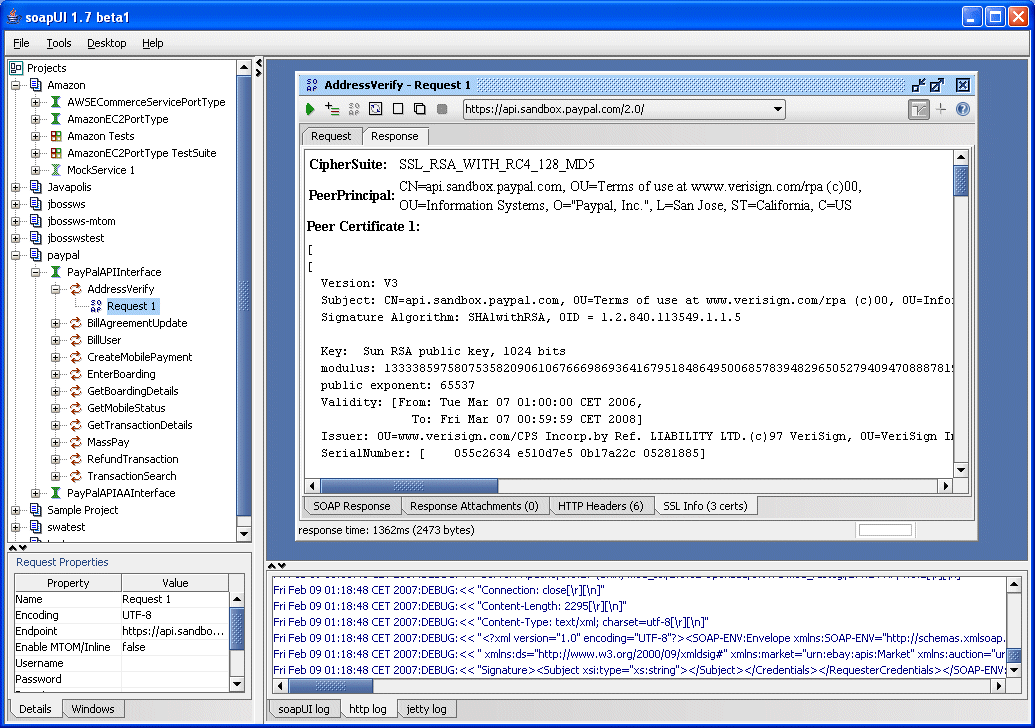 soapUI 1.7 beta1
File Tools Desktop Help
Projects
Amazon
AWSECommerceServicePortType
AmazonEC2PortType
Amazon Tests
AmazonEC2PortType TestSuite
MockService 1
Javapolis
jbossws
jbossws-mtom
jbosswstest
paypal
PayPalAPIInterface
AddressVerify
Request 1
BillAgreementUpdate
BillUser
CreateMobilePayment
EnterBoarding
GetBoardingDetails
GetMobileStatus
GetTransactionDetails
MassPay
RefundTransaction
TransactionSearch
PayPalAPIAAInterface
Sample Project
swatest
Request Properties
Property Value
Name Request 1
Encoding UTF-8
Endpoint https://api.sandbo...
Enable MTOM/Inline false
Username
Password
Details Windows
AddressVerify - Request 1
https://api.sandbox.paypal.com/2.0/
Request Response
CipherSuite: SSL_RSA_WITH_RC4_128_MD5
PeerPrincipal: CN=api.sandbox.paypal.com, OU=Terms of use at www.verisign.com/rpa (c)00,
OU=Information Systems, O="Paypal, Inc.", L=San Jose, ST=California, C=US
Peer Certificate 1:
[
[
Version: V3
Subject: CN=api.sandbox.paypal.com, OU=Terms of use at www.verisign.com/rpa (c)00, OU=Info
Signature Algorithm: SHA1withRSA, OID = 1.2.840.113549.1.1.5
Key: Sun RSA public key, 1024 bits
modulus:
public exponent: 65537
Validity: [From: Tue Mar 07 01:00:00 CET 2006,
To: Fri Mar 07 00:59:59 CET 2008]
Issuer: OU=www.verisign.com/CPS Incorp.by Ref. LIABILITY LTD.(c)97 VeriSign, OU=VeriSign
SerialNumber: [ 055c2634 e510d7e5 0b17a22c 05281885]
SOAP Response Response Attachments (0) HTTP Headers (6) SSL Info (3 certs)
response time: 1362ms (2473 bytes)
Fri Feb 09 01:18:48 CET 2007:DEBUG:<< "Connection: close[\r][\n]"
Fri Feb 09 01:18:48 CET 2007:DEBUG:<< "Content-Length: 2295[\r][\n]"
Fri Feb 09 01:18:48 CET 2007:DEBUG:<< "Content-Type: text/xml; charset=utf-8[\r][\n]"
Fri Feb 09 01:18:48 CET 2007:DEBUG:<< "<?xml version="1.0" encoding="UTF-8"?><SOAP-ENV:Envelope xmlns:SOAP-ENV="http://schemas.xmlsoap.
Fri Feb 09 01:18:48 CET 2007:DEBUG:<< " xmlns:ds="http://www.w3.org/2000/09/xmldsig#" xmlns:market="urn:ebay:apis:Market" xmlns:auction="ur
Fri Feb 09 01:18:48 CET 2007:DEBUG:<< "Signature><Subject xsi:type="xs:string"></Subject></Credentials></RequesterCredentials></SOAP-ENV:
soapUI log http log jetty log